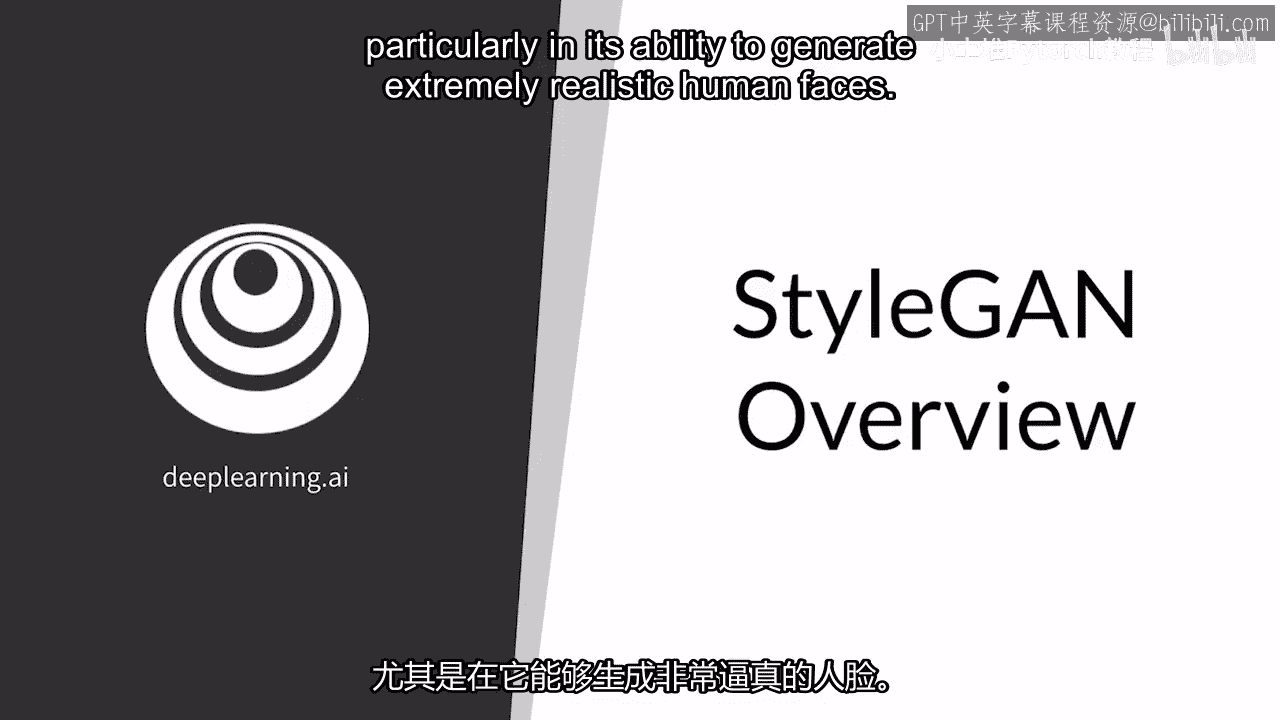 GPT中英字幕课程资源@bilibili.com
particularly in its ability to generate
extremely realistic human faces.
StyleGAN
Overview
deeplearning.ai
尤其是在它能够生成非常逼真的人脸。